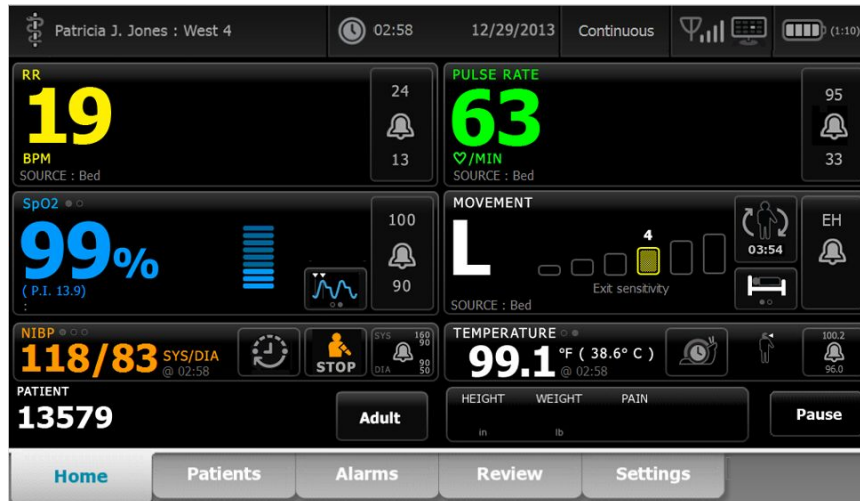 Patricia J. Jones : West 4
02:58
12/29/2013
Continuous
(1:10)
RR
19
BPM
SOURCE : Bed
24
13
PULSE RATE
63
/MIN
SOURCE : Bed
95
33
SpO2
99%
( P.I. 13.9)
:
100
90
MOVEMENT
L
4
Exit sensitivity
SOURCE : Bed
03:54
EH
NIBP
118/83 SYS/DIA
@ 02:58
STOP
SYS 160
90
DIA 90
50
TEMPERATURE
99.1 °F ( 38.6° C )
@ 02:58
100.2
96.0
PATIENT
13579
Adult
HEIGHT WEIGHT PAIN
in lb
Pause
Home Patients Alarms Review Settings